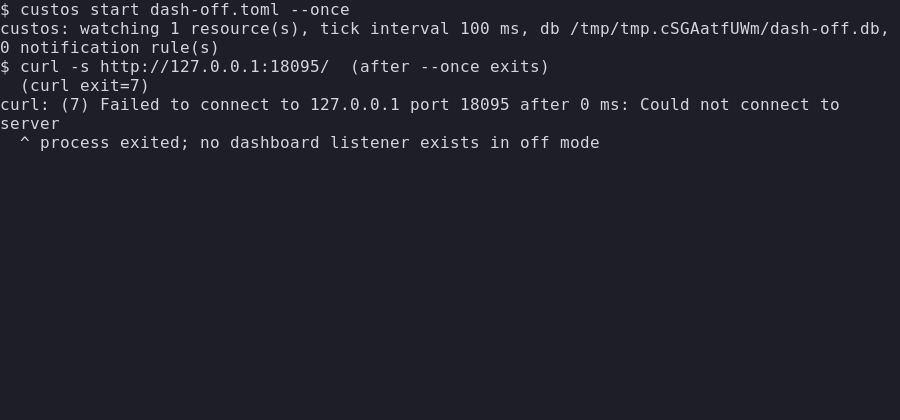 $ custos start dash-off.toml --once
custos: watching 1 resource(s), tick interval 100 ms, db /tmp/tmp.cSGAatfUWm/dash-off.db,
0 notification rule(s)
$ curl -s http://127.0.0.1:18095/  (after --once exits)
  (curl exit=7)
curl: (7) Failed to connect to 127.0.0.1 port 18095 after 0 ms: Could not connect to
server
  ^ process exited; no dashboard listener exists in off mode